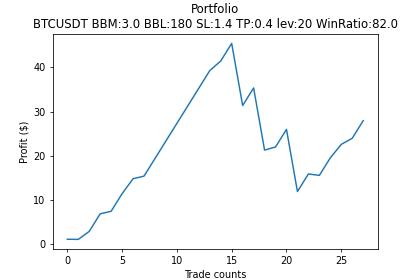 Portfolio
BTCUSDT BBM:3.0 BBL:180 SL:1.4 TP:0.4 lev:20 WinRatio:82.0
40
30
20
10
0
Profit ($)
0 5 10 15 20 25
Trade counts